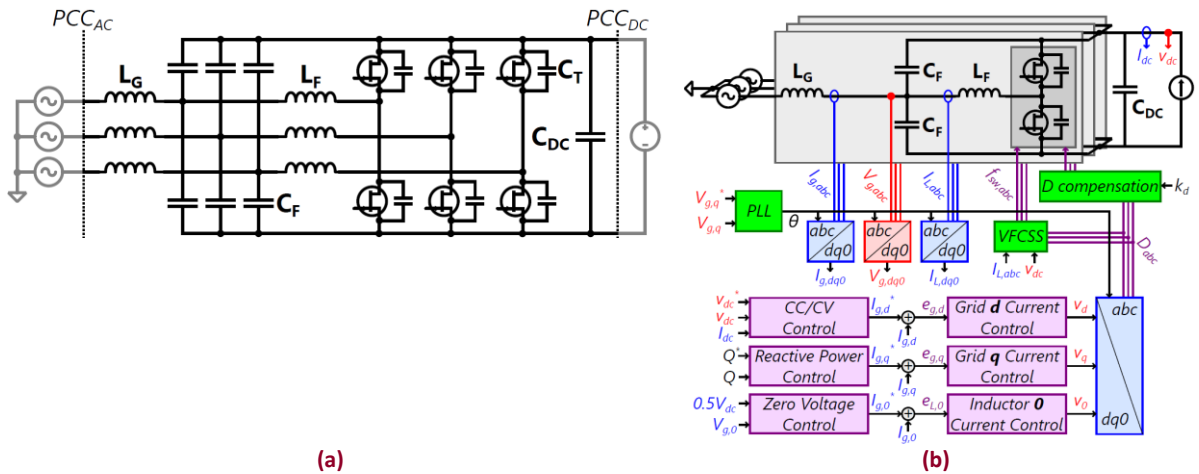 PCC_AC
PCC_DC
L_G
L_F
C_T
C_DC
C_F
(a)
L_G
C_F
L_F
C_F
I_dc
v_dc
C_DC
I_g,abc
V_g,abc
I_L,abc
f_sw,abc
D compensation
k_d
V_g,q*
V_g,q
PLL
θ
abc
dq0
abc
dq0
abc
dq0
VFCSS
D_abc
I_g,dq0
V_g,dq0
I_L,dq0
I_L,abc
v_dc
v_dc*
v_dc
I_dc
CC/CV
Control
I_g,d*
I_g,d
e_g,d
Grid d Current
Control
v_d
abc
Q*
Q
Reactive Power
Control
I_g,q*
I_g,q
e_g,q
Grid q Current
Control
v_q
0.5V_dc
V_g,0
Zero Voltage
Control
I_g,0*
I_g,0
e_L,0
Inductor 0
Current Control
v_0
dq0
(b)